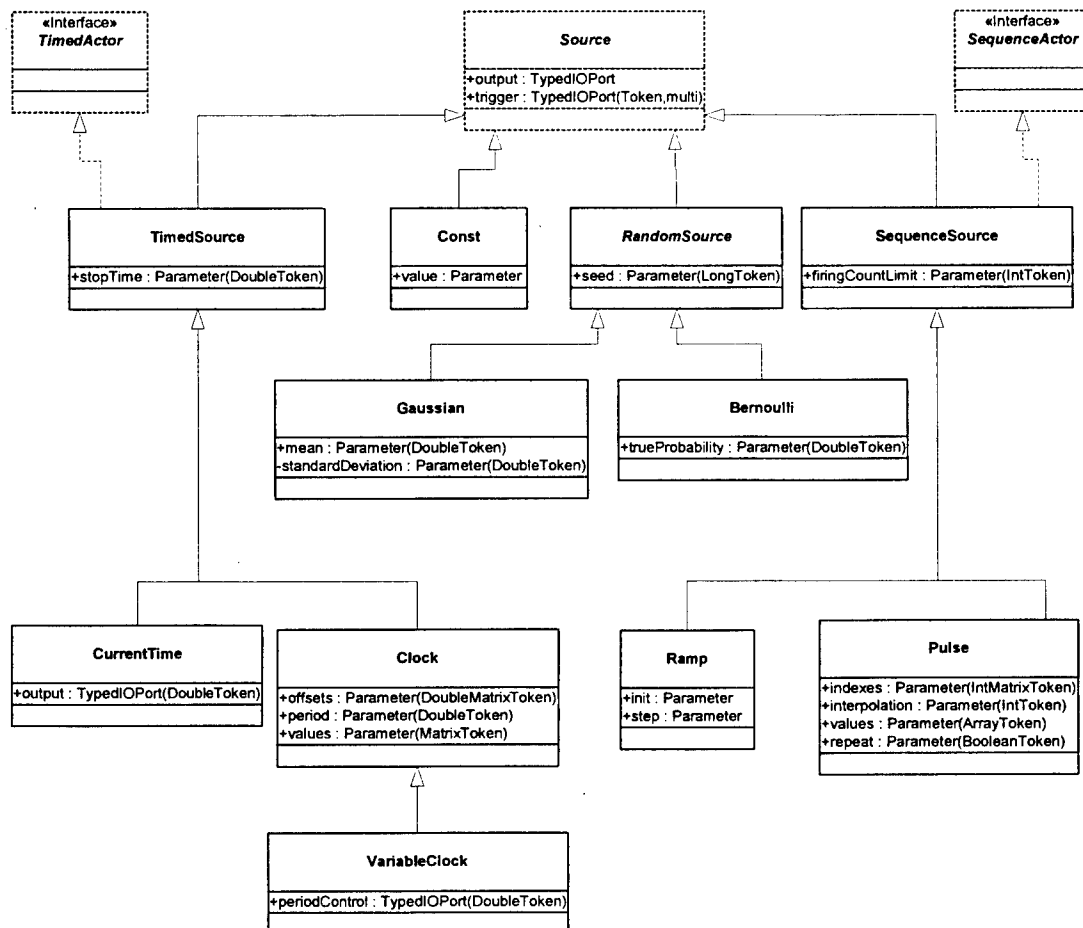 «Interface»
TimedActor
Source
+output : TypedIOPort
+trigger : TypedIOPort(Token,multi)
«Interface»
SequenceActor
TimedSource
+stopTime : Parameter(DoubleToken)
Const
+value : Parameter
RandomSource
+seed : Parameter(LongToken)
SequenceSource
+firingCountLimit : Parameter(IntToken)
Gaussian
+mean : Parameter(DoubleToken)
-standardDeviation : Parameter(DoubleToken)
Bernoulli
+trueProbability : Parameter(DoubleToken)
CurrentTime
+output : TypedIOPort(DoubleToken)
Clock
+offsets : Parameter(DoubleMatrixToken)
+period : Parameter(DoubleToken)
+values : Parameter(MatrixToken)
Ramp
+init : Parameter
+step : Parameter
Pulse
+indexes : Parameter(IntMatrixToken)
+interpolation : Parameter(IntToken)
+values : Parameter(ArrayToken)
+repeat : Parameter(BooleanToken)
VariableClock
+periodControl : TypedIOPort(DoubleToken)